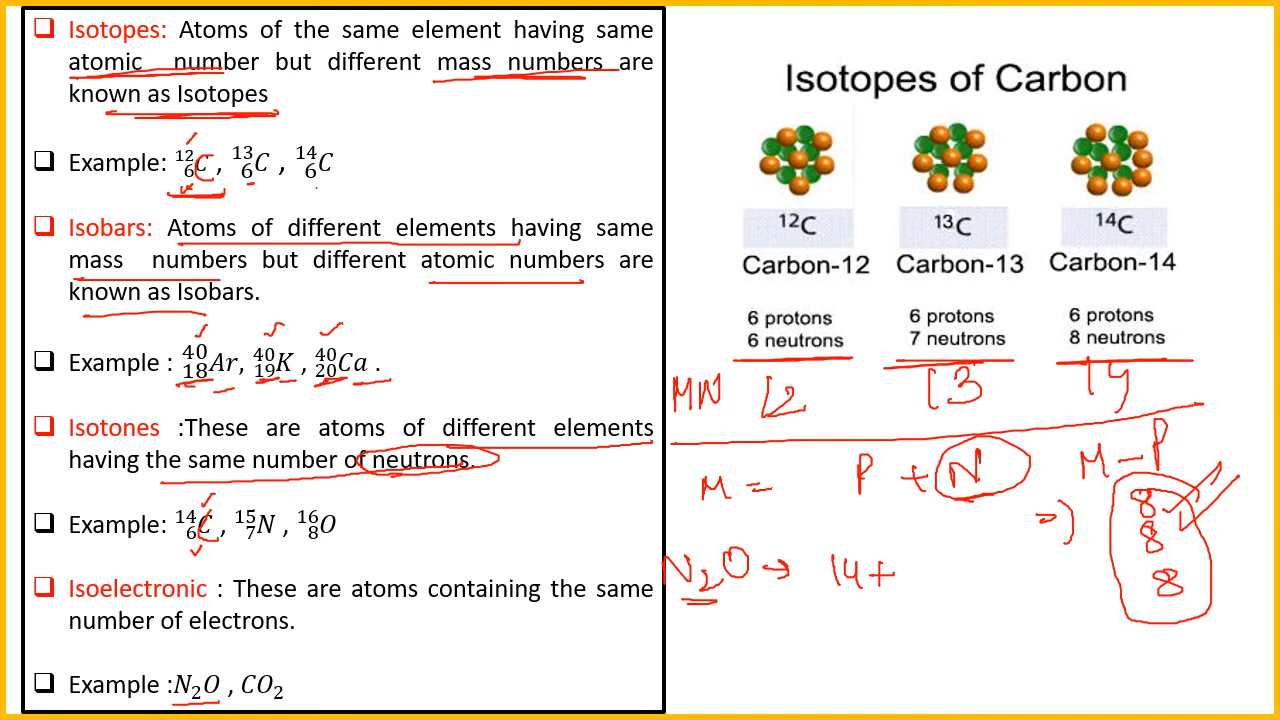 ❑ Isotopes: Atoms of the same element having same
atomic number but different mass numbers are
known as Isotopes
❑ Example: ¹²₆C, ¹³₆C , ¹⁴₆C
❑ Isobars: Atoms of different elements having same
mass numbers but different atomic numbers are
known as Isobars.
❑ Example : ⁴⁰₁₈Ar, ⁴⁰₁₉K , ⁴⁰₂₀Ca .
❑ Isotones :These are atoms of different elements
having the same number of neutrons.
❑ Example: ¹⁴₆C , ¹⁵₇N , ¹⁶₈O
❑ Isoelectronic : These are atoms containing the same
number of electrons.
❑ Example :N₂O , CO₂
Isotopes of Carbon
¹²C ¹³C ¹⁴C
Carbon-12 Carbon-13 Carbon-14
6 protons 6 protons 6 protons
6 neutrons 7 neutrons 8 neutrons
MN 12 13 14
M = P + N M - P
⇒) 8
8
8
N₂O → 14+